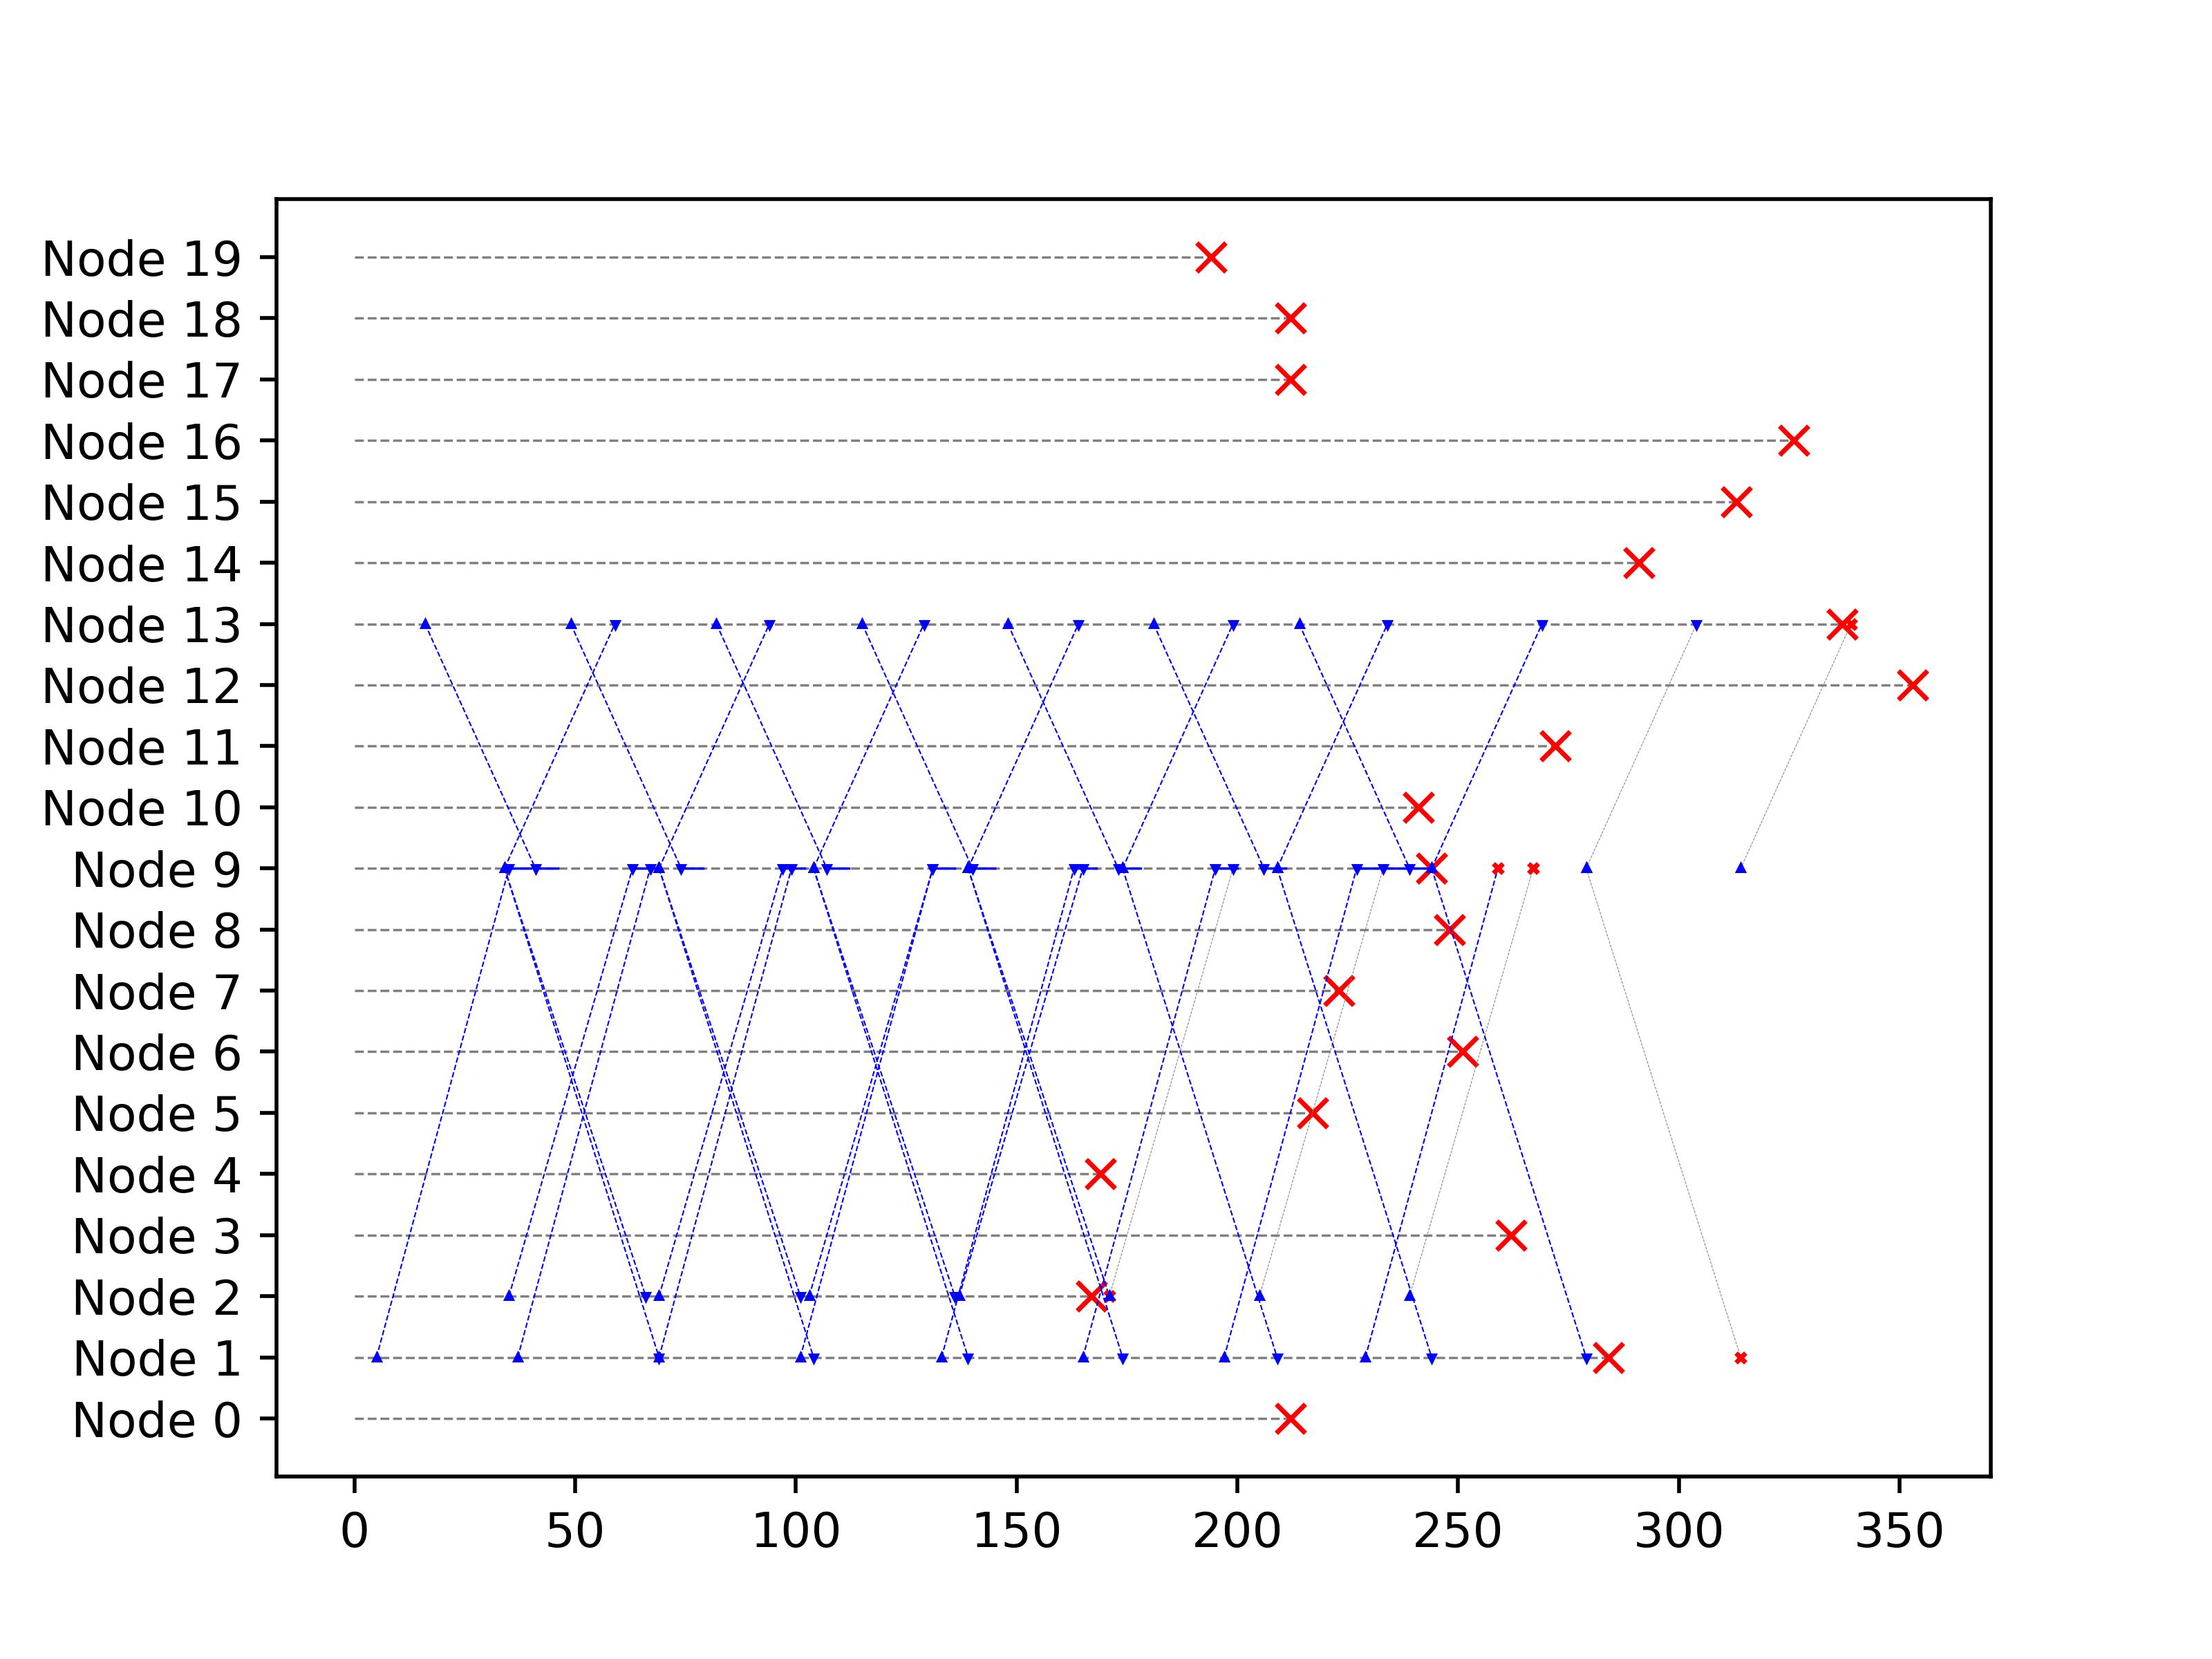 Node 19
Node 18
Node 17
Node 16
Node 15
Node 14
Node 13
Node 12
Node 11
Node 10
Node 9
Node 8
Node 7
Node 6
Node 5
Node 4
Node 3
Node 2
Node 1
Node 0
0 50 100 150 200 250 300 350